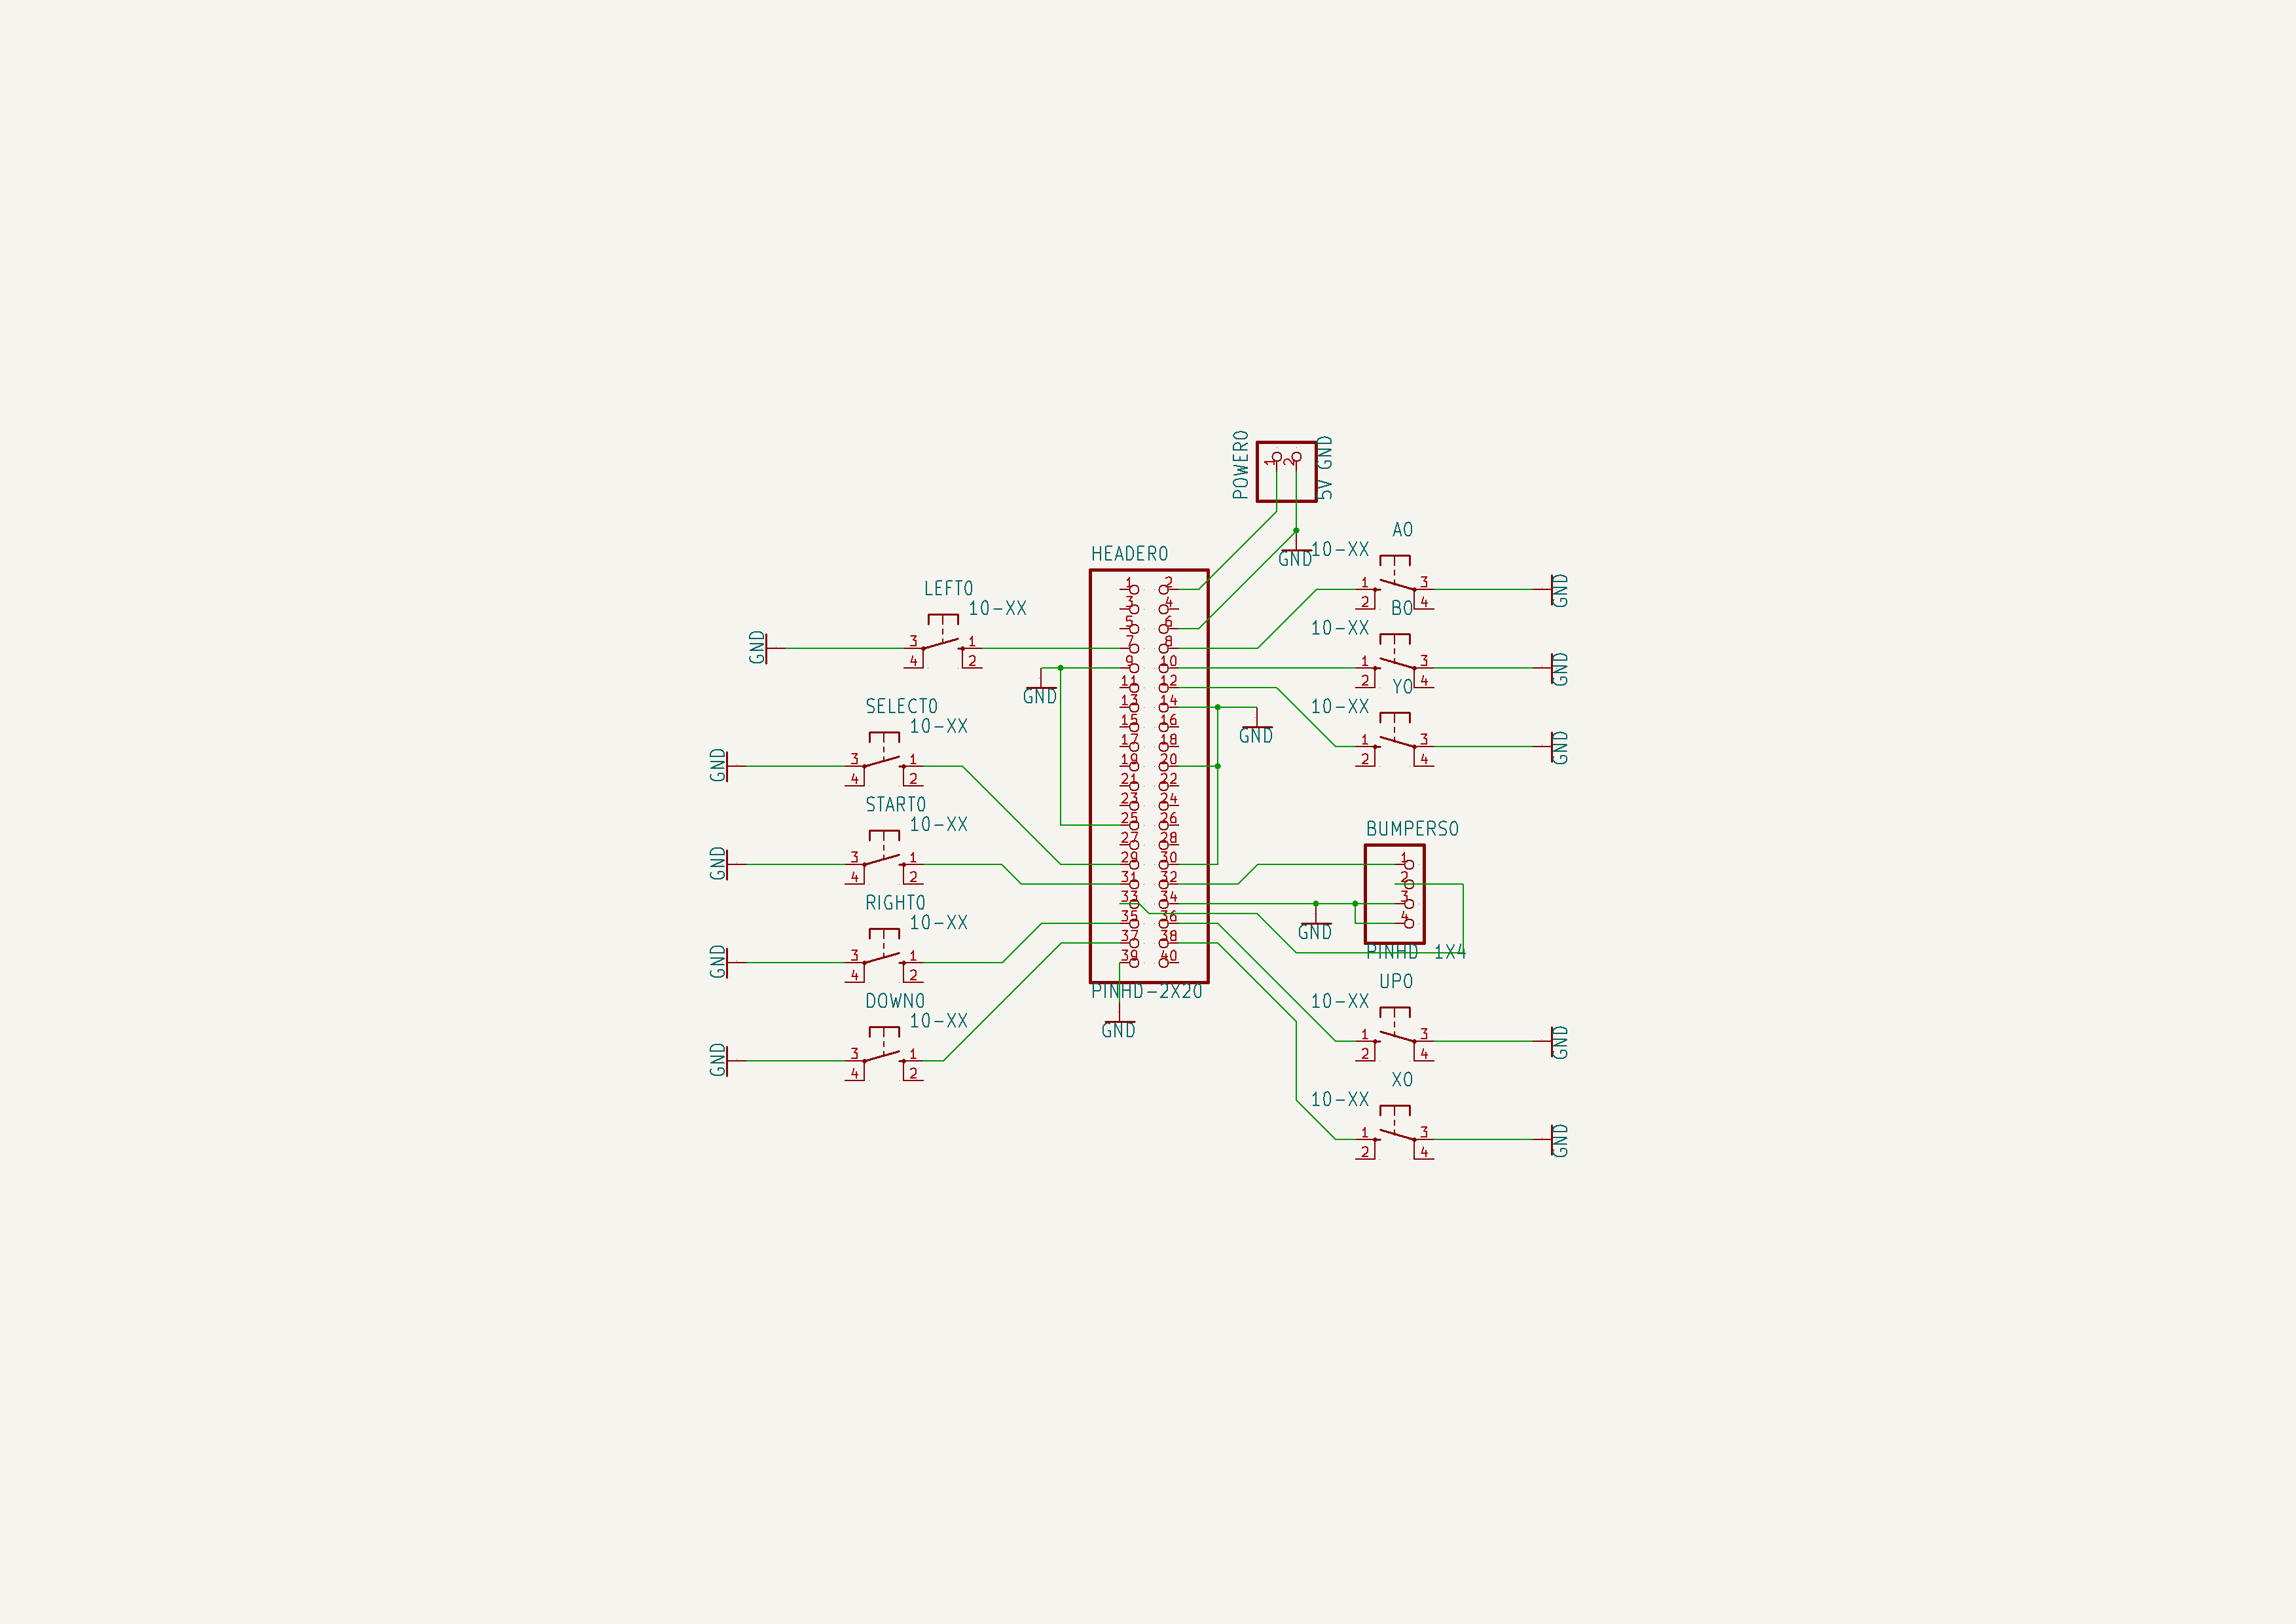 POWER0
1
2
5V GND
GND
A0
10-XX
1
2
3
4
GND
B0
10-XX
1
2
3
4
GND
Y0
10-XX
1
2
3
4
GND
HEADER0
1 2
3 4
5 6
7 8
9 10
11 12
13 14
15 16
17 18
19 20
21 22
23 24
25 26
27 28
29 30
31 32
33 34
35 36
37 38
39 40
PINHD-2X20
GND
GND
GND
GND
LEFT0
10-XX
3
4
1
2
GND
SELECT0
10-XX
3
4
1
2
GND
START0
10-XX
3
4
1
2
GND
RIGHT0
10-XX
3
4
1
2
GND
DOWN0
10-XX
3
4
1
2
GND
BUMPERS0
1
2
3
4
PINHD 1X4
UP0
10-XX
1
2
3
4
GND
X0
10-XX
1
2
3
4
GND